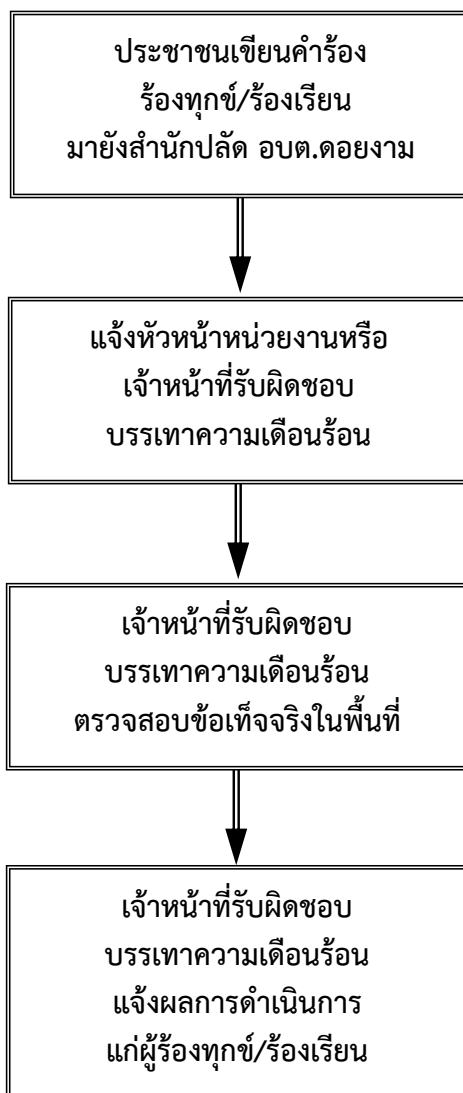 ประชาชนเขียนคำร้อง
ร้องทุกข์/ร้องเรียน
มายังสำนักปลัด อบต.ดอยงาม
แจ้งหัวหน้าหน่วยงานหรือ
เจ้าหน้าที่รับผิดชอบ
บรรเทาความเดือนร้อน
เจ้าหน้าที่รับผิดชอบ
บรรเทาความเดือนร้อน
ตรวจสอบข้อเท็จจริงในพื้นที่
เจ้าหน้าที่รับผิดชอบ
บรรเทาความเดือนร้อน
แจ้งผลการดำเนินการ
แก่ผู้ร้องทุกข์/ร้องเรียน